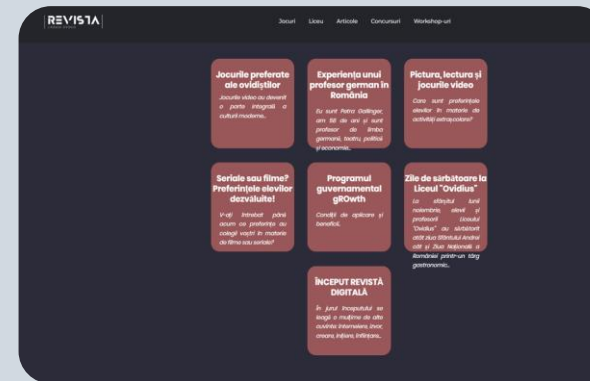 REVISTA
Jocuri Liceu Articole Concursuri Workshop-uri
Jocurile preferate
ale ovidiștilor
Jocurile video au devenit
o parte integrală a
culturii moderne...
Experiența unui
profesor german în
România
Eu sunt Petra Dallinger,
am 58 de ani și sunt
profesor de limba
germană, teatru, politică
și economie...
Pictura, lectura și
jocurile video
Care sunt preferințele
elevilor în materie de
activități extrașcolare?
Seriale sau filme?
Preferințele elevilor
dezvăluite!
V-ați întrebat până
acum ce preferințe au
colegii voștri în materie
de filme sau seriale?
Programul
guvernamental
gROwth
Condiții de aplicare și
beneficii.
Zile de sărbătoare la
Liceul "Ovidius"
La sfârșitul lunii
noiembrie, elevii și
profesorii Liceului
"Ovidius" au sărbătorit
atât ziua Sfântului Andrei
cât și Ziua Națională a
României printr-un târg
gastronomic...
ÎNCEPUT REVISTĂ
DIGITALĂ
În jurul începutului se
leagă o mulțime de alte
cuvinte: întemeiere, izvor,
creare, inițiere, înființare...